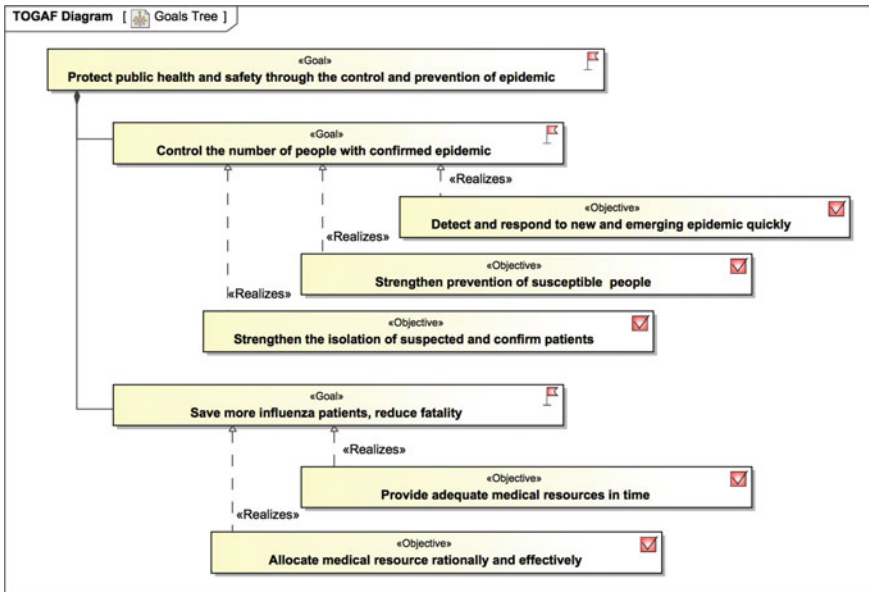 TOGAF Diagram [ Goals Tree ]
«Goal»
Protect public health and safety through the control and prevention of epidemic
«Goal»
Control the number of people with confirmed epidemic
«Realizes»
«Objective»
Detect and respond to new and emerging epidemic quickly
«Realizes»
«Objective»
Strengthen prevention of susceptible people
«Realizes»
«Objective»
Strengthen the isolation of suspected and confirm patients
«Goal»
Save more influenza patients, reduce fatality
«Realizes»
«Objective»
Provide adequate medical resources in time
«Realizes»
«Objective»
Allocate medical resource rationally and effectively